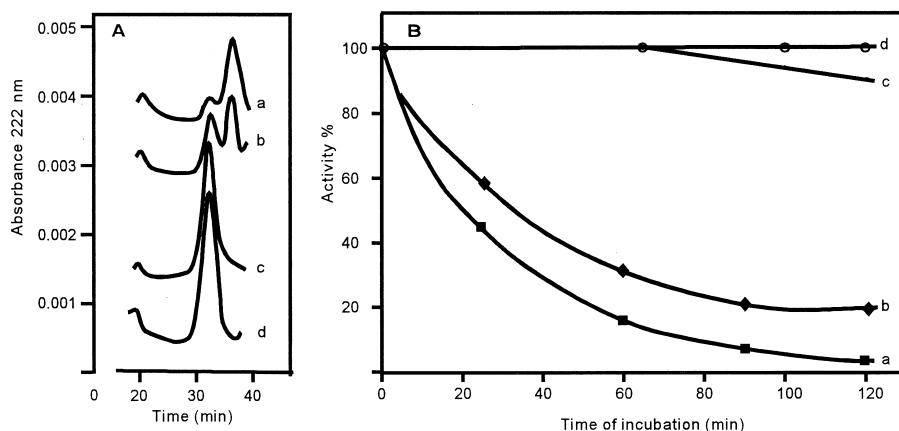 A
0.005
0.004
0.003
0.002
0.001
0
20
30
40
Absorbance 222 nm
Time (min)
a
b
c
d
B
100
80
60
40
20
0
20
40
60
80
100
120
Activity %
Time of incubation (min)
d
c
b
a